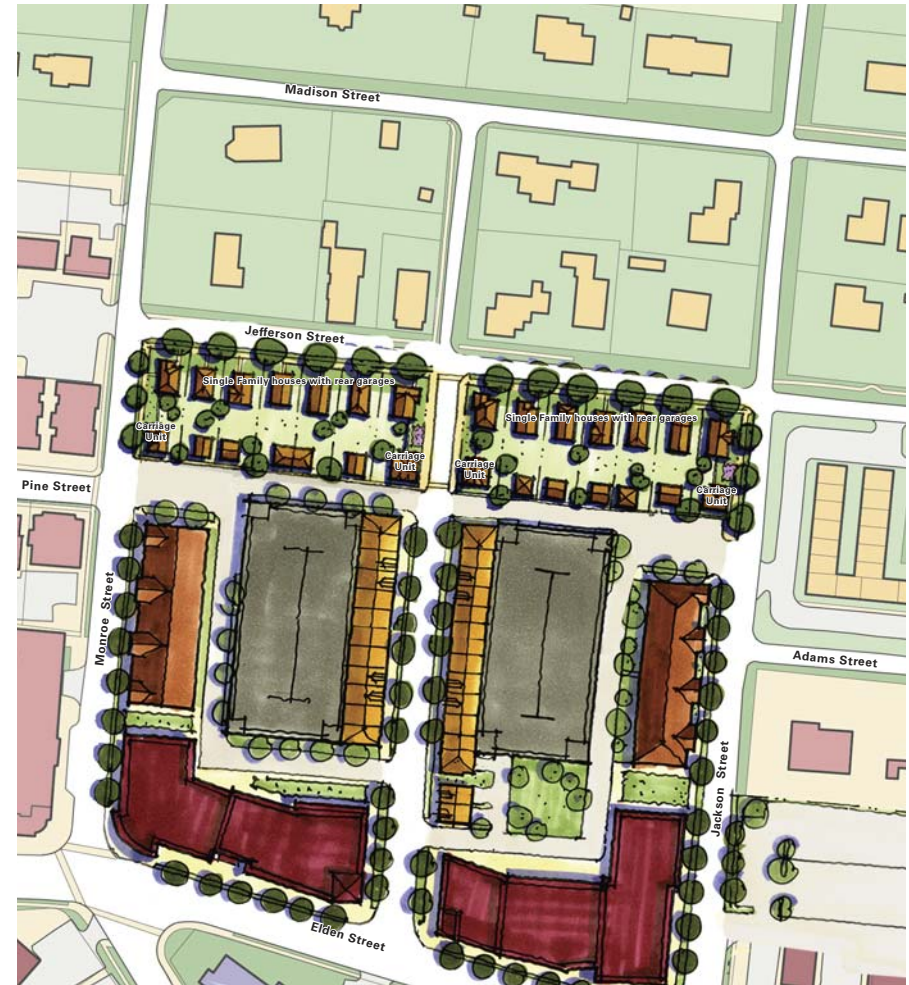 Madison Street
Jefferson Street
Single Family houses with rear garages
Single Family houses with rear garages
Carriage
Unit
Carriage
Unit
Carriage
Unit
Carriage
Unit
Pine Street
Monroe Street
Adams Street
Jackson Street
Elden Street